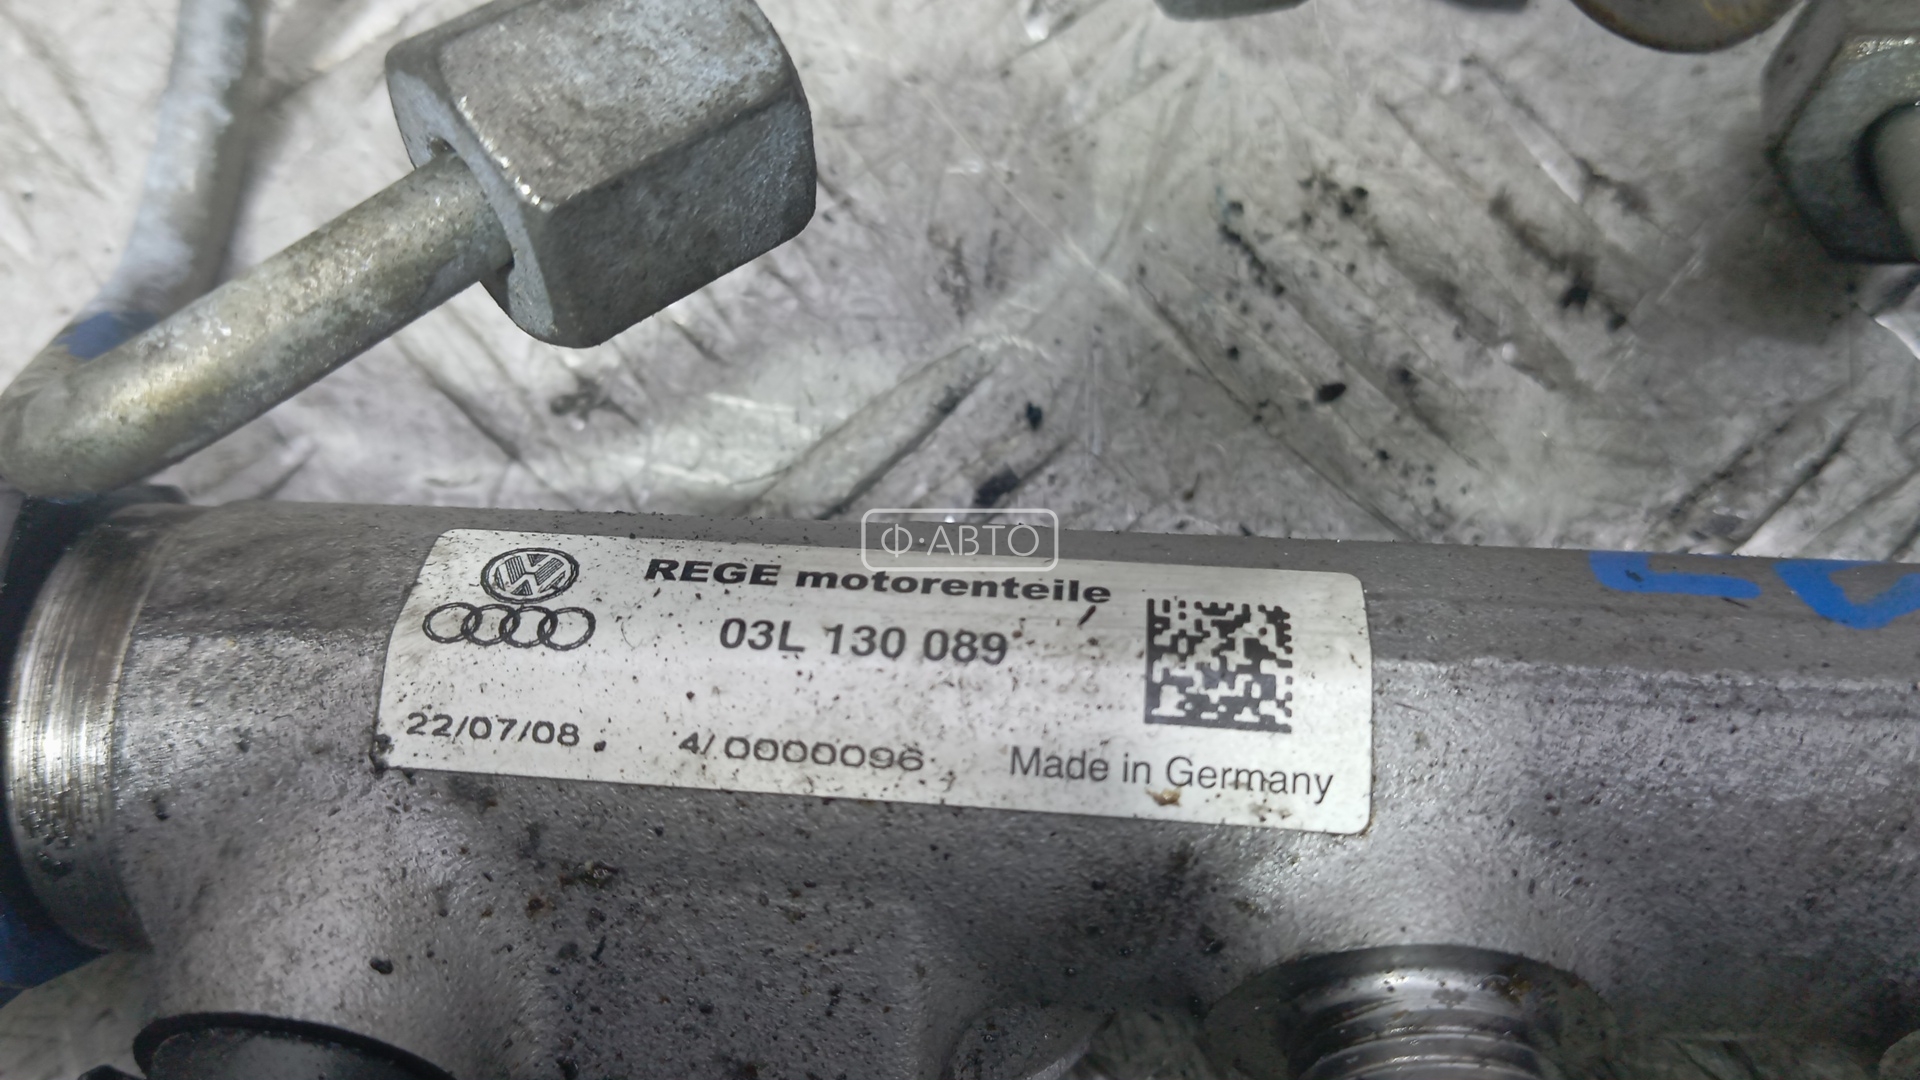 Ф·АВТО
REGE motorenteile
03L 130 089
22/07/08
4/0000096
Made in Germany